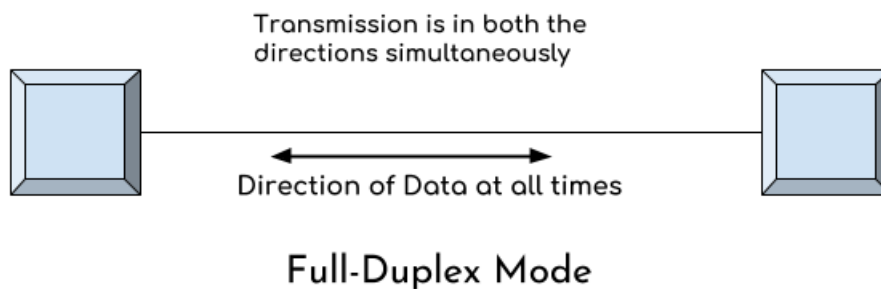 Transmission is in both the
directions simultaneously
Direction of Data at all times
Full-Duplex Mode